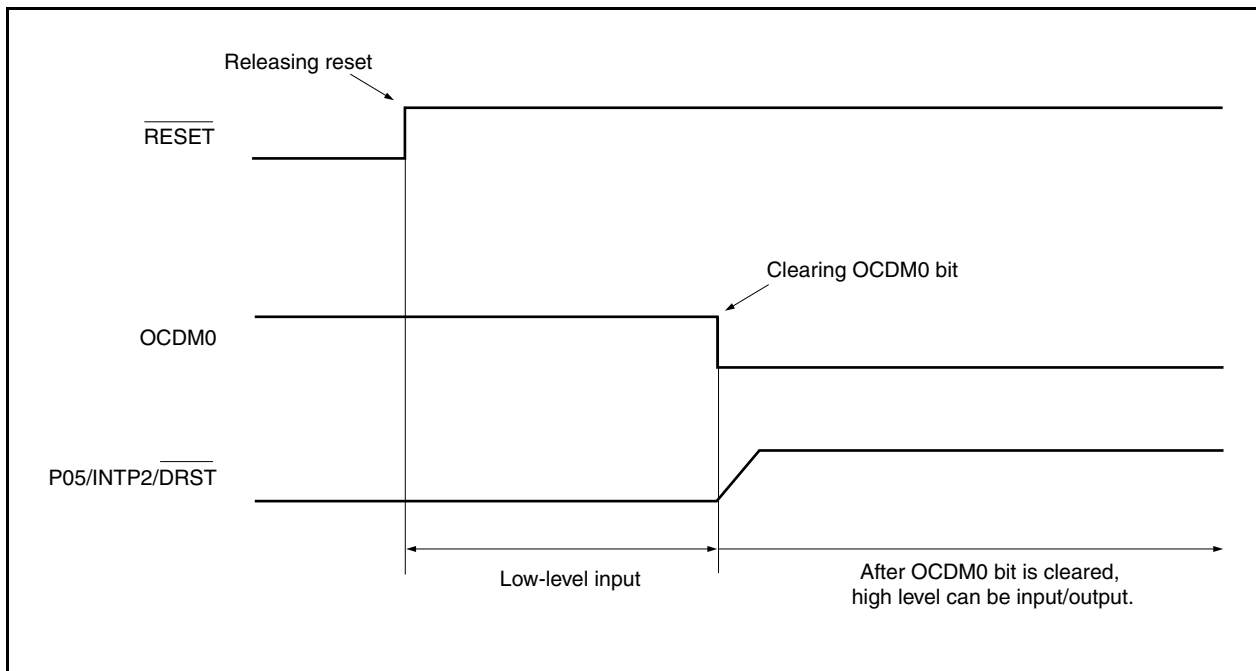 Releasing reset
RESET
Clearing OCDM0 bit
OCDM0
P05/INTP2/DRST
Low-level input
After OCDM0 bit is cleared,
high level can be input/output.